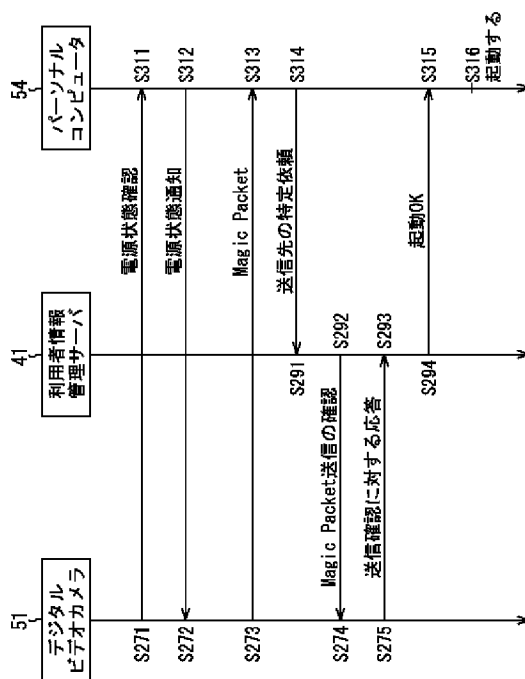 51
デジタル
ビデオカメラ
41
利用者情報
管理サーバ
54
パーソナル
コンピュータ
S271
電源状態確認
S311
S272
電源状態通知
S312
S273
Magic Packet
S313
S291
送信先の特定依頼
S314
S274
Magic Packet送信の確認
S292
S275
送信確認に対する応答
S293
S294
起動OK
S315
S316
起動する